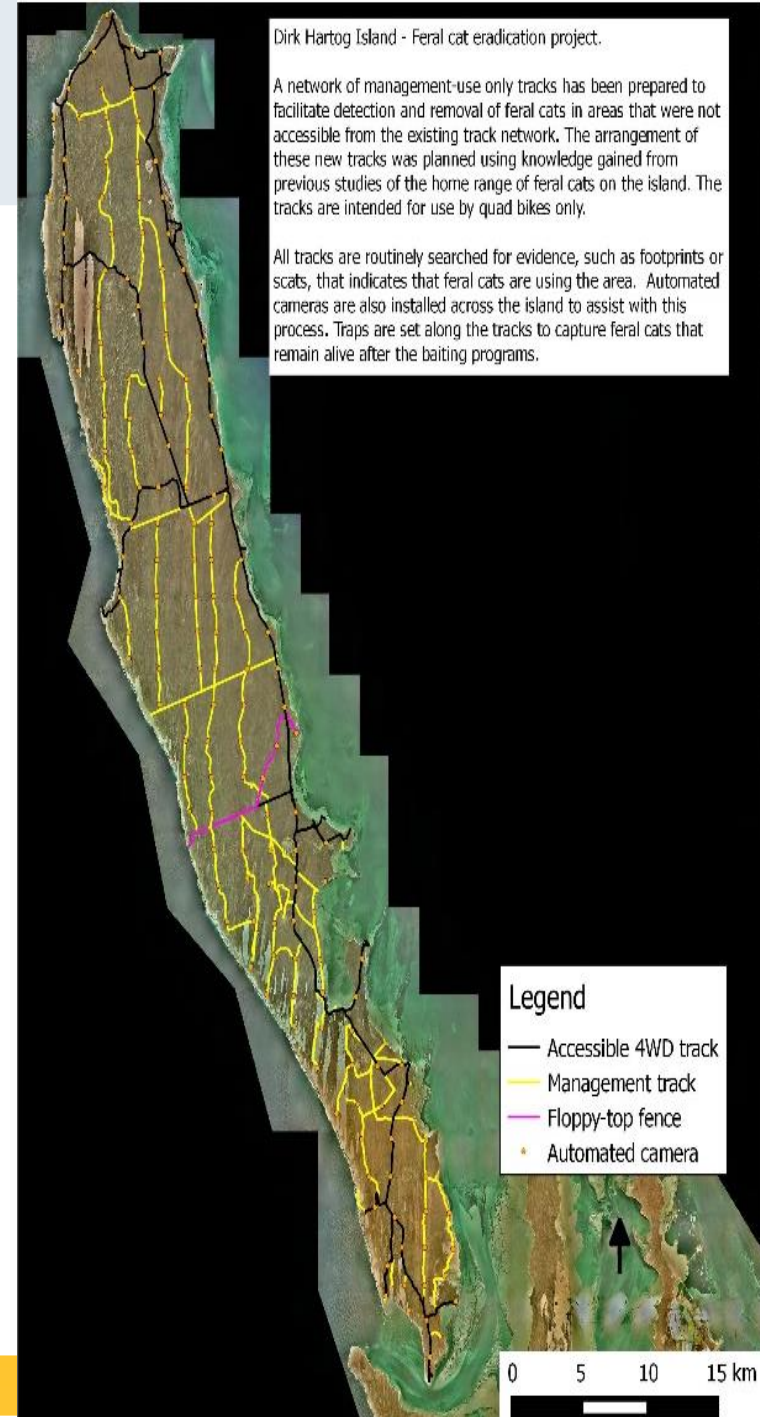 Dirk Hartog Island - Feral cat eradication project.
A network of management-use only tracks has been prepared to
facilitate detection and removal of feral cats in areas that were not
accessible from the existing track network. The arrangement of
these new tracks was planned using knowledge gained from
previous studies of the home range of feral cats on the island. The
tracks are intended for use by quad bikes only.
All tracks are routinely searched for evidence, such as footprints or
scats, that indicates that feral cats are using the area. Automated
cameras are also installed across the island to assist with this
process. Traps are set along the tracks to capture feral cats that
remain alive after the baiting programs.
Legend
Accessible 4WD track
Management track
Floppy-top fence
Automated camera
0 5 10 15 km